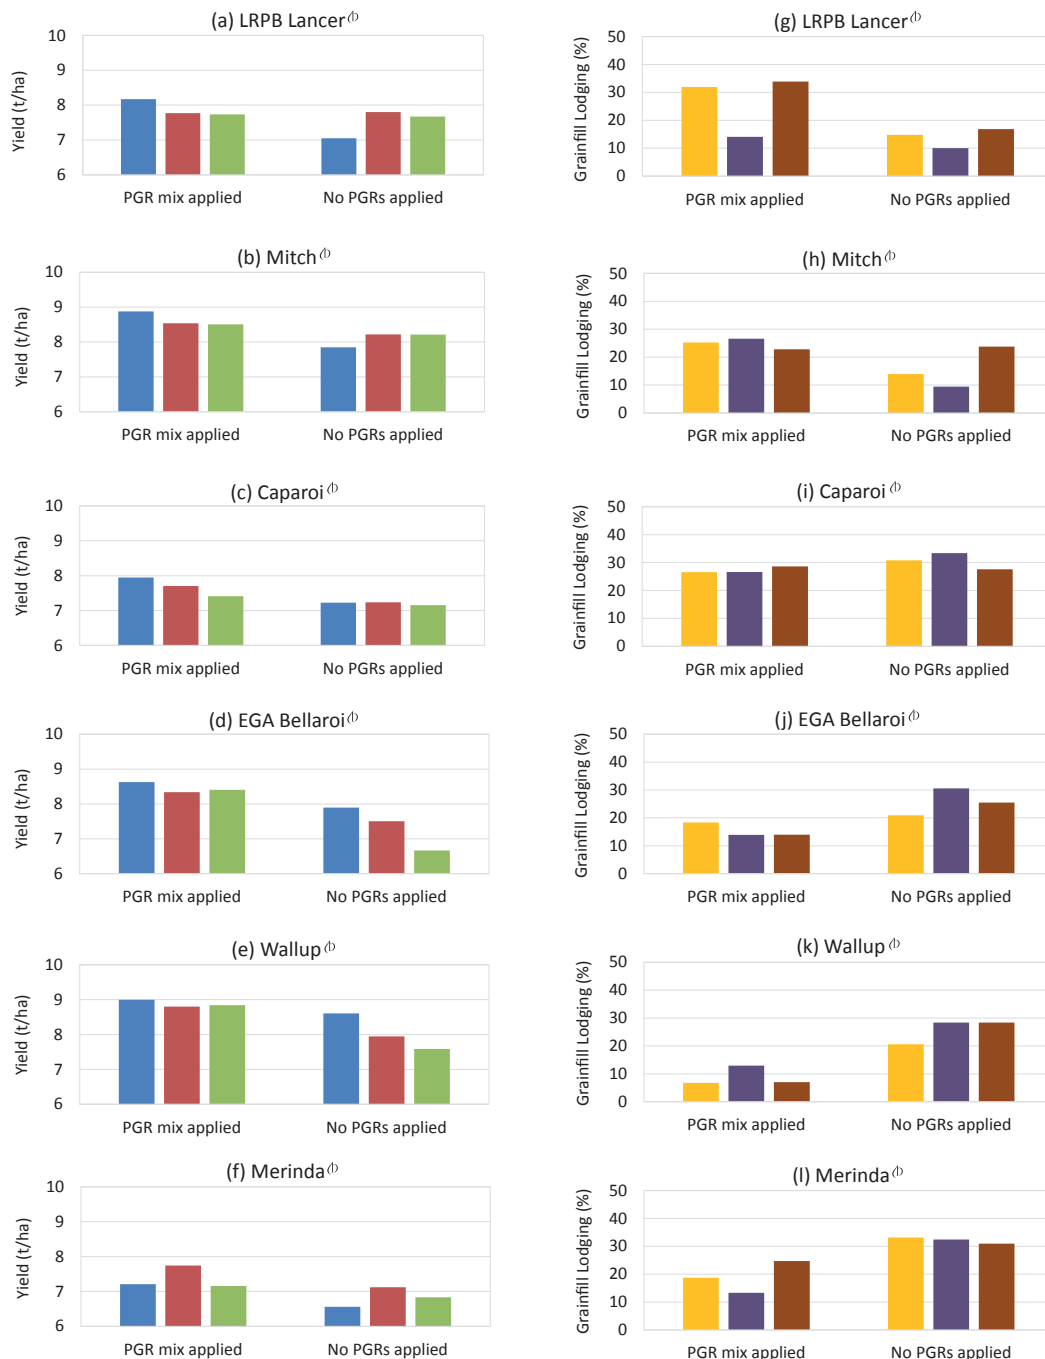 (a) LRPB Lancer
Yield (t/ha)
10
9
8
7
6
PGR mix applied No PGRs applied
(g) LRPB Lancer
Grainfill Lodging (%)
50
40
30
20
10
0
PGR mix applied No PGRs applied
(b) Mitch
Yield (t/ha)
10
9
8
7
6
PGR mix applied No PGRs applied
(h) Mitch
Grainfill Lodging (%)
50
40
30
20
10
0
PGR mix applied No PGRs applied
(c) Caparoi
Yield (t/ha)
10
9
8
7
6
PGR mix applied No PGRs applied
(i) Caparoi
Grainfill Lodging (%)
50
40
30
20
10
0
PGR mix applied No PGRs applied
(d) EGA Bellaroi
Yield (t/ha)
10
9
8
7
6
PGR mix applied No PGRs applied
(j) EGA Bellaroi
Grainfill Lodging (%)
50
40
30
20
10
0
PGR mix applied No PGRs applied
(e) Wallup
Yield (t/ha)
10
9
8
7
6
PGR mix applied No PGRs applied
(k) Wallup
Grainfill Lodging (%)
50
40
30
20
10
0
PGR mix applied No PGRs applied
(f) Merinda
Yield (t/ha)
10
9
8
7
6
PGR mix applied No PGRs applied
(l) Merinda
Grainfill Lodging (%)
50
40
30
20
10
0
PGR mix applied No PGRs applied